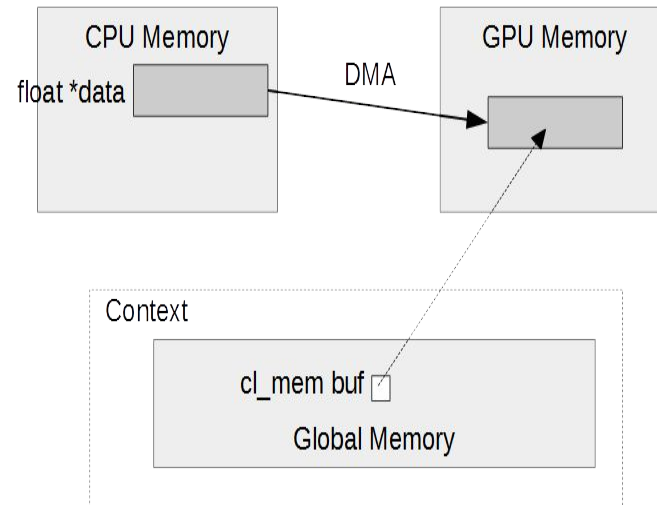 CPU Memory
GPU Memory
float *data
DMA
Context
cl_mem buf
Global Memory